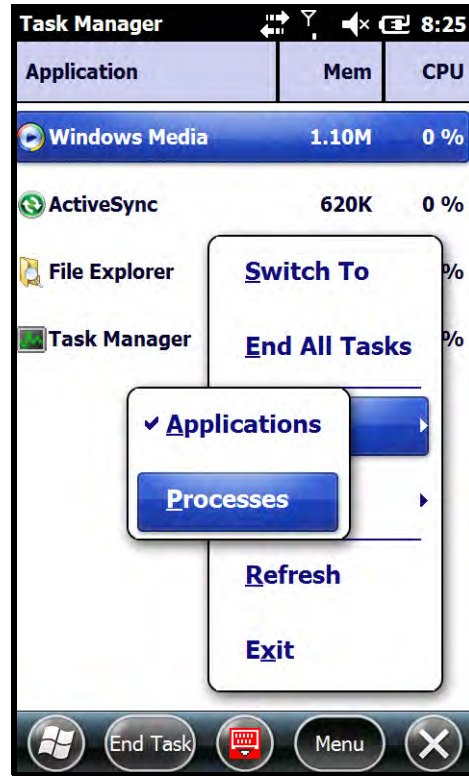 Task Manager 8:25
Application Mem CPU
Windows Media 1.10M 0 %
ActiveSync 620K 0 %
File Explorer %
Task Manager %
Switch To
End All Tasks
Applications
Processes
Refresh
Exit
End Task Menu